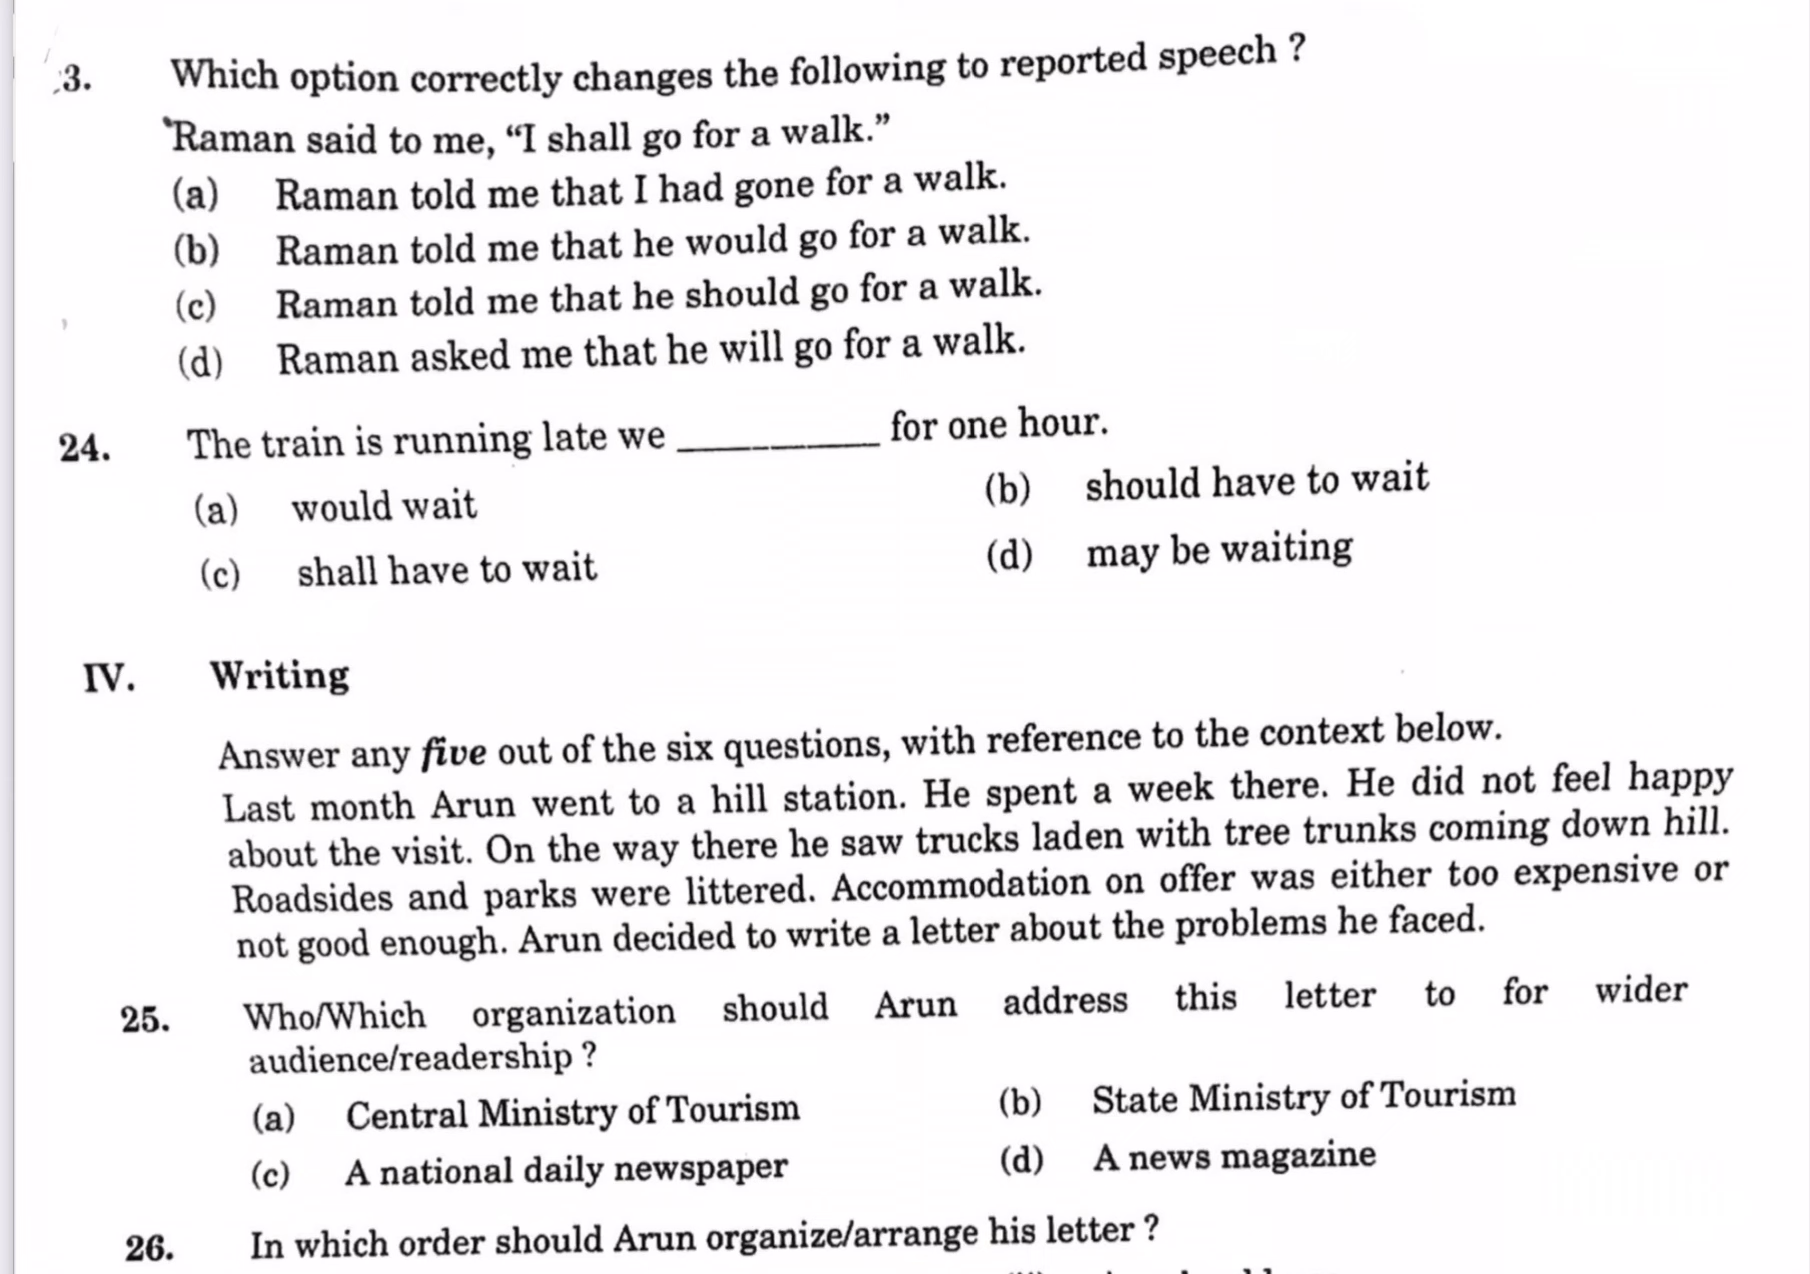 3. Which option correctly changes the following to reported speech ?
Raman said to me, “I shall go for a walk.”
(a) Raman told me that I had gone for a walk.
(b) Raman told me that he would go for a walk.
(c) Raman told me that he should go for a walk.
(d) Raman asked me that he will go for a walk.
24. The train is running late we __________ for one hour.
(a) would wait (b) should have to wait
(c) shall have to wait (d) may be waiting
IV. Writing
Answer any five out of the six questions, with reference to the context below.
Last month Arun went to a hill station. He spent a week there. He did not feel happy
about the visit. On the way there he saw trucks laden with tree trunks coming down hill.
Roadsides and parks were littered. Accommodation on offer was either too expensive or
not good enough. Arun decided to write a letter about the problems he faced.
25. Who/Which organization should Arun address this letter to for wider
audience/readership ?
(a) Central Ministry of Tourism (b) State Ministry of Tourism
(c) A national daily newspaper (d) A news magazine
26. In which order should Arun organize/arrange his letter ?